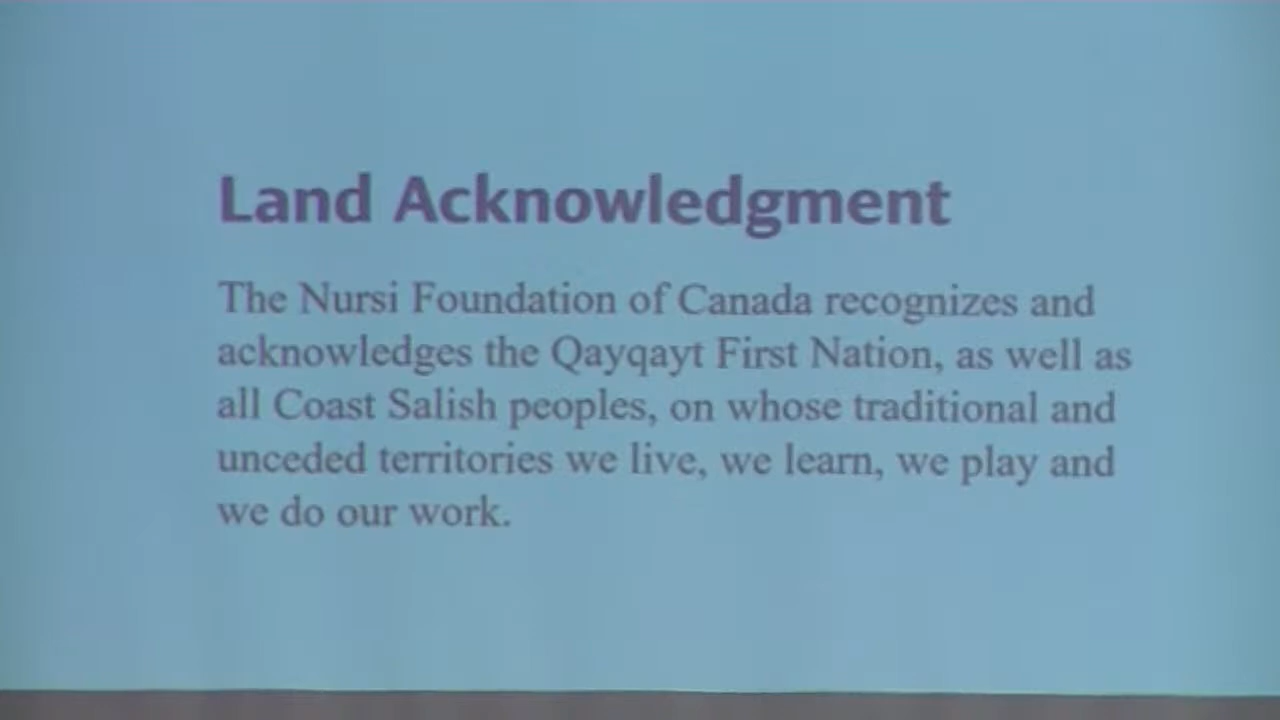 Land Acknowledgment
The Nursi Foundation of Canada recognizes and
acknowledges the Qayqayt First Nation, as well as
all Coast Salish peoples, on whose traditional and
unceded territories we live, we learn, we play and
we do our work.